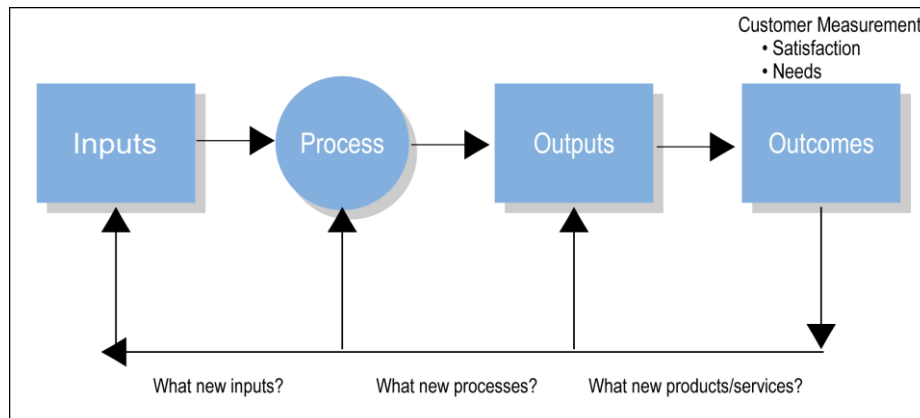 Customer Measurement
• Satisfaction
• Needs
Inputs
Process
Outputs
Outcomes
What new inputs?
What new processes?
What new products/services?